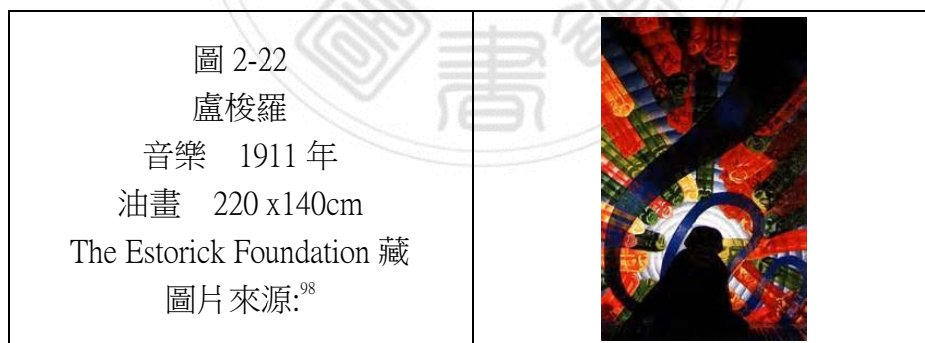 圖 2-22
盧梭羅
音樂 1911 年
油畫 220 x140cm
The Estorick Foundation 藏
圖片來源:98
書